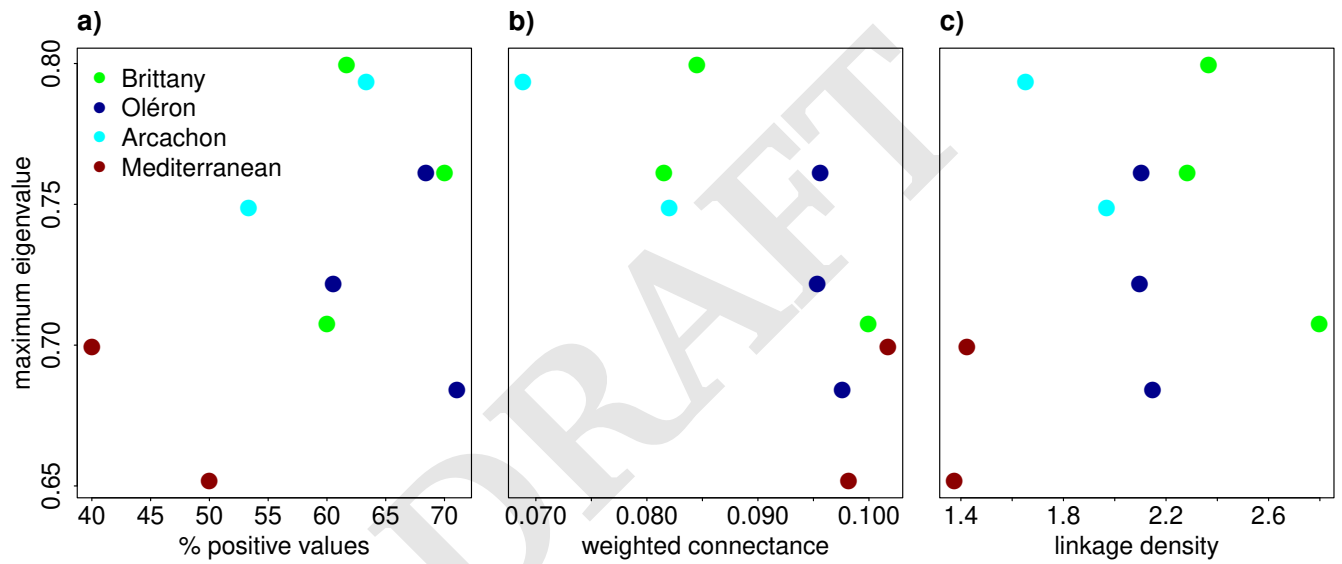 a)
b)
c)
Brittany
Oléron
Arcachon
Mediterranean
maximum eigenvalue
0.80
0.75
0.70
0.65
40 45 50 55 60 65 70
% positive values
0.070 0.080 0.090 0.100
weighted connectance
1.4 1.8 2.2 2.6
linkage density
DRAFT